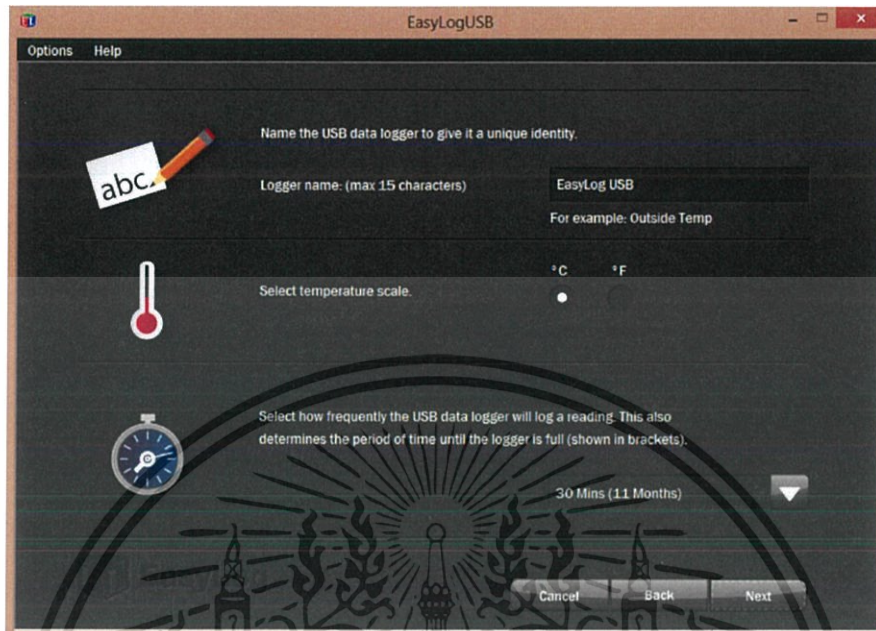 EasyLogUSB
Options Help
Name the USB data logger to give it a unique identity.
abc
Logger name: (max 15 characters) EasyLog USB
For example: Outside Temp
°C °F
Select temperature scale.
Select how frequently the USB data logger will log a reading. This also
determines the period of time until the logger is full (shown in brackets).
30 Mins (11 Months)
Cancel Back Next